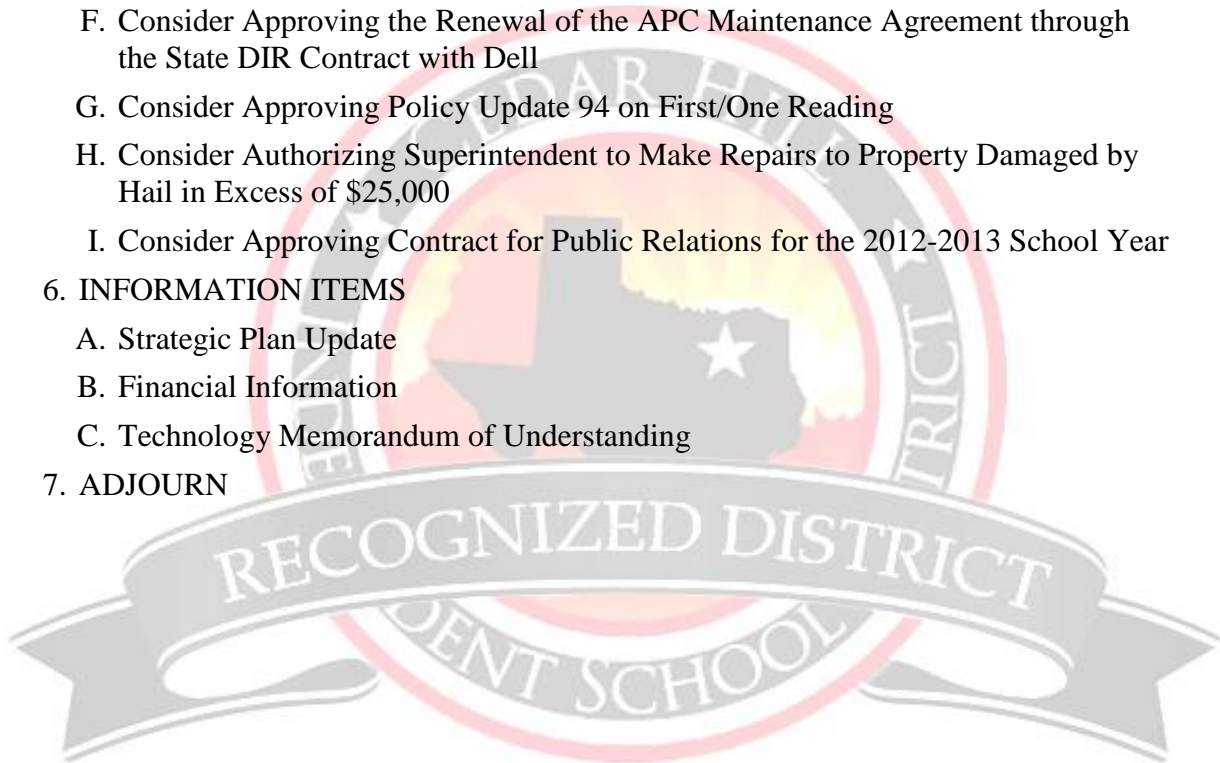 F. Consider Approving the Renewal of the APC Maintenance Agreement through
the State DIR Contract with Dell
G. Consider Approving Policy Update 94 on First/One Reading
H. Consider Authorizing Superintendent to Make Repairs to Property Damaged by
Hail in Excess of $25,000
I. Consider Approving Contract for Public Relations for the 2012-2013 School Year
6. INFORMATION ITEMS
A. Strategic Plan Update
B. Financial Information
C. Technology Memorandum of Understanding
7. ADJOURN
RECOGNIZED DISTRICT
SCHOOL